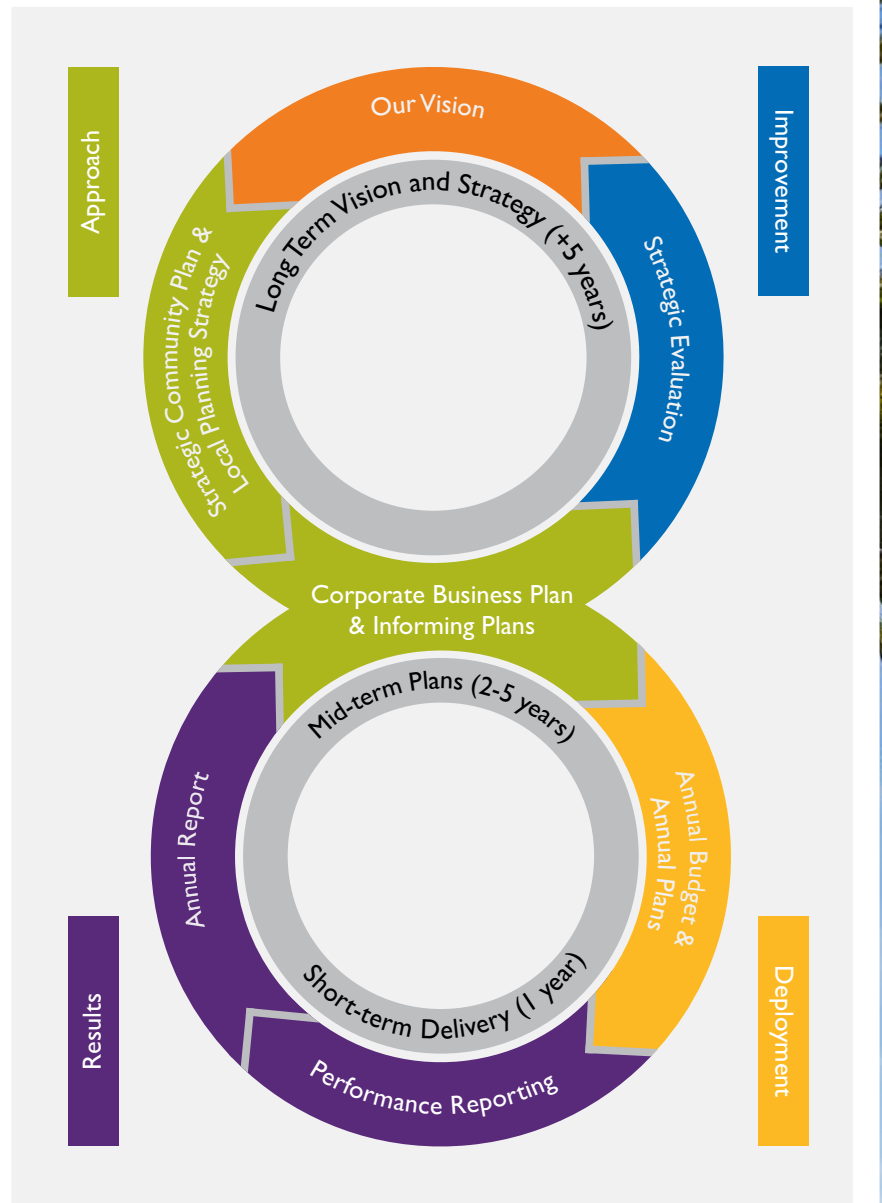 Approach
Improvement
Our Vision
Long Term Vision and Strategy (+5 years)
Strategic Community Plan &
Local Planning Strategy
Strategic Evaluation
Corporate Business Plan
& Informing Plans
Mid-term Plans (2-5 years)
Annual Report
Annual Budget &
Annual Plans
Short-term Delivery (1 year)
Performance Reporting
Results
Deployment